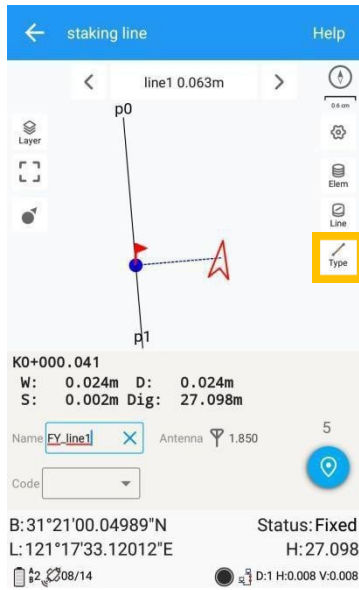 staking line Help
line1 0.063m
0.6 cm
p0
Layer
Elem
Line
Type
p1
K0+000.041
W: 0.024m D: 0.024m
S: 0.002m Dig: 27.098m
Name FY_line1 Antenna 1.850 5
Code
B:31°21'00.04989"N Status:Fixed
L:121°17'33.12012"E H:27.098
2 08/14 D:1 H:0.008 V:0.008